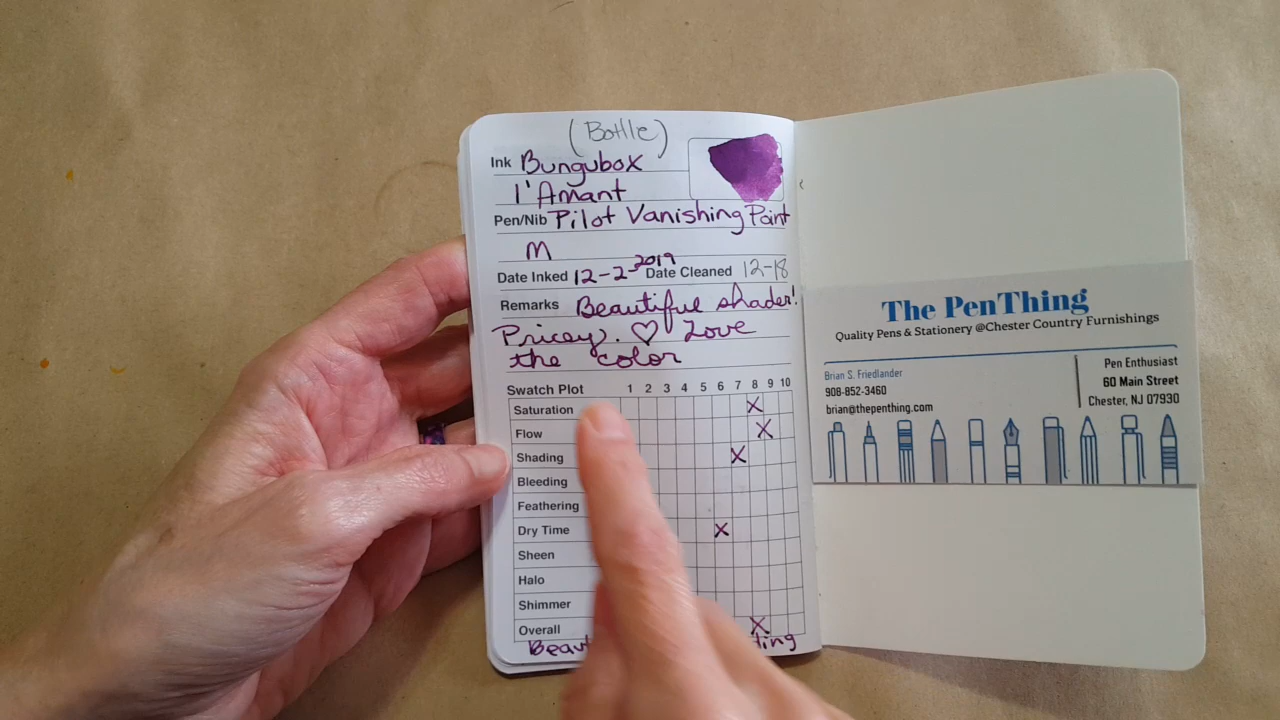 (Bottle)
Ink Bungubox
l'Amant
Pen/Nib Pilot Vanishing Point
M
Date Inked 12-2-2019 Date Cleaned 12-18
Remarks Beautiful shader!
Pricey. ♡ Love
the color
Swatch Plot 1 2 3 4 5 6 7 8 9 10
Saturation X
Flow X
Shading X
Bleeding
Feathering
Dry Time X
Sheen
Halo
Shimmer
Overall X
The PenThing
Quality Pens & Stationery @Chester Country Furnishings
Brian S. Friedlander
908-852-3460
brian@thepenthing.com
Pen Enthusiast
60 Main Street
Chester, NJ 07930